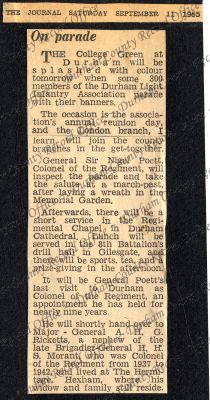 THE JOURNAL SATURDAY SEPTEMBER 11 1965
On parade
THE College Green at
Durham will be
splashed with colour
tomorrow when some 300
members of the Durham Light
Infantry Association parade
with their banners.
The occasion is the associa-
tion's annual reunion day,
and the London branch, I
learn, will join the county
branches in the get-together.
General Sir Nigel Poett,
Colonel of the Regiment, will
inspect the parade and take
the salute at a march-past,
after laying a wreath in the
Memorial Garden.
Afterwards, there will be a
short service in the Regi-
mental Chapel in Durham
Cathedral. Lunch will be
served in the 8th Battalion's
drill hall in Gilesgate, and
there will be sports, tea, and a
prize-giving in the afternoon.
It will be General Poett's
last visit to Durham as
Colonel of the Regiment, an
appointment he has held for
nearly nine years.
He will shortly hand over to
Major-General A. H. G.
Ricketts, a nephew of the
late Brigadier-General H. H.
S. Morant, who was Colonel
of the Regiment from 1937 to
and lived at The Hermi-
tage, Hexham, where his
widow and family still reside.